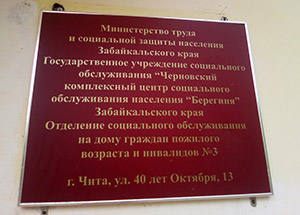 Министерство труда
и социальной защиты населения
Забайкальского края
Государственное учреждение социального
обслуживания "Черновский
комплексный центр социального
обслуживания населения "Берегиня"
Забайкальского края
Отделение социального обслуживания
на дому граждан пожилого
возраста и инвалидов №3
г. Чита, ул. 40 лет Октября, 13